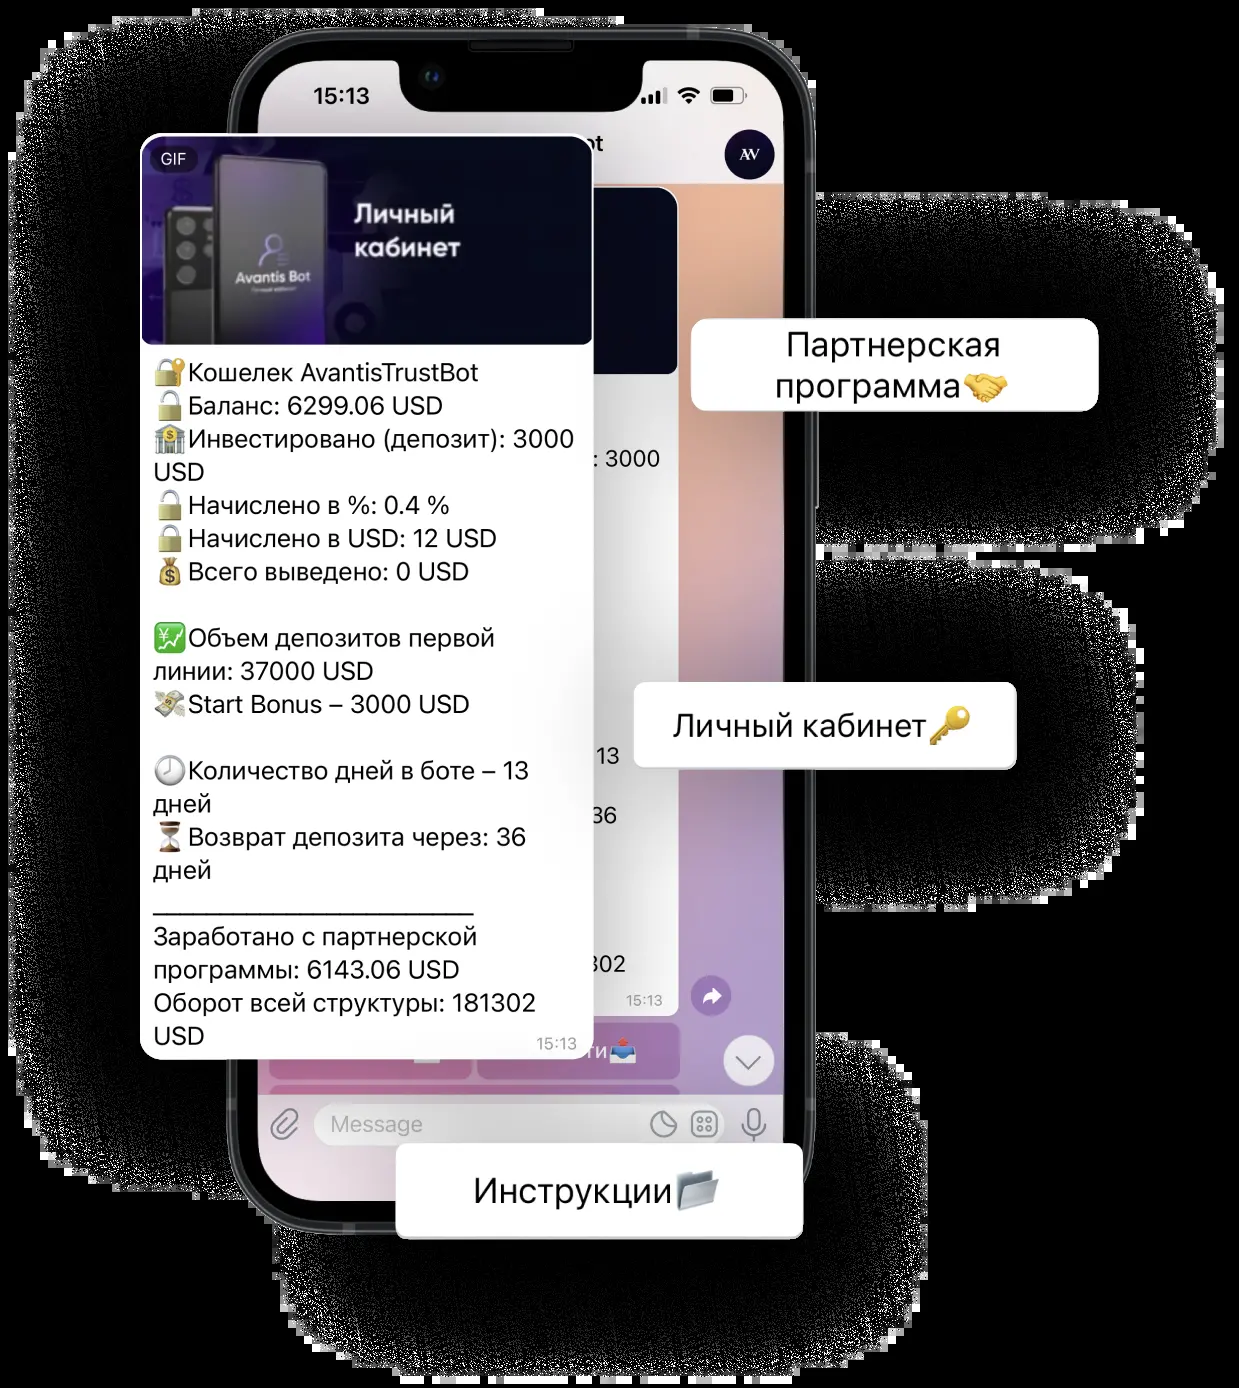 15:13
ot
AV
GIF
Личный
кабинет
Avantis Bot
Партнерская
программа🤝
🔐Кошелек AvantisTrustBot
🔓Баланс: 6299.06 USD
🏦Инвестировано (депозит): 3000
USD
🔓Начислено в %: 0.4 %
🔒Начислено в USD: 12 USD
💰Всего выведено: 0 USD
💹Объем депозитов первой
линии: 37000 USD
💸Start Bonus – 3000 USD
🕗Количество дней в боте – 13
дней
⏳Возврат депозита через: 36
дней
Заработано с партнерской
программы: 6143.06 USD
Оборот всей структуры: 181302
USD
15:13
: 3000
13
36
302
15:13
ти📤
Личный кабинет🔑
Message
Инструкции📁